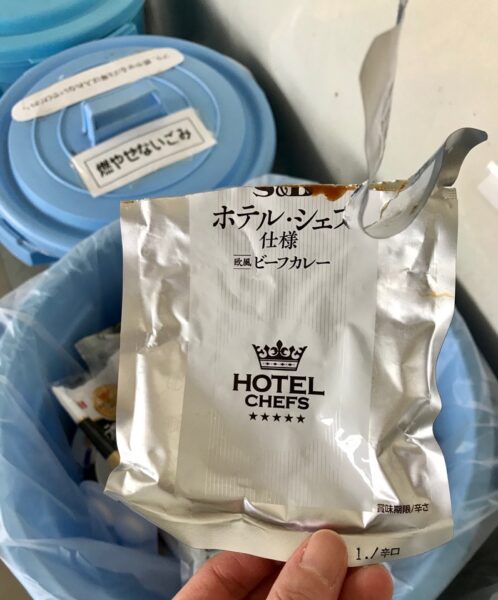 燃やせないごみ
S&B
ホテル・シェフ
仕様
欧風 ビーフカレー
HOTEL
CHEFS
賞味期限/辛さ
1./辛口